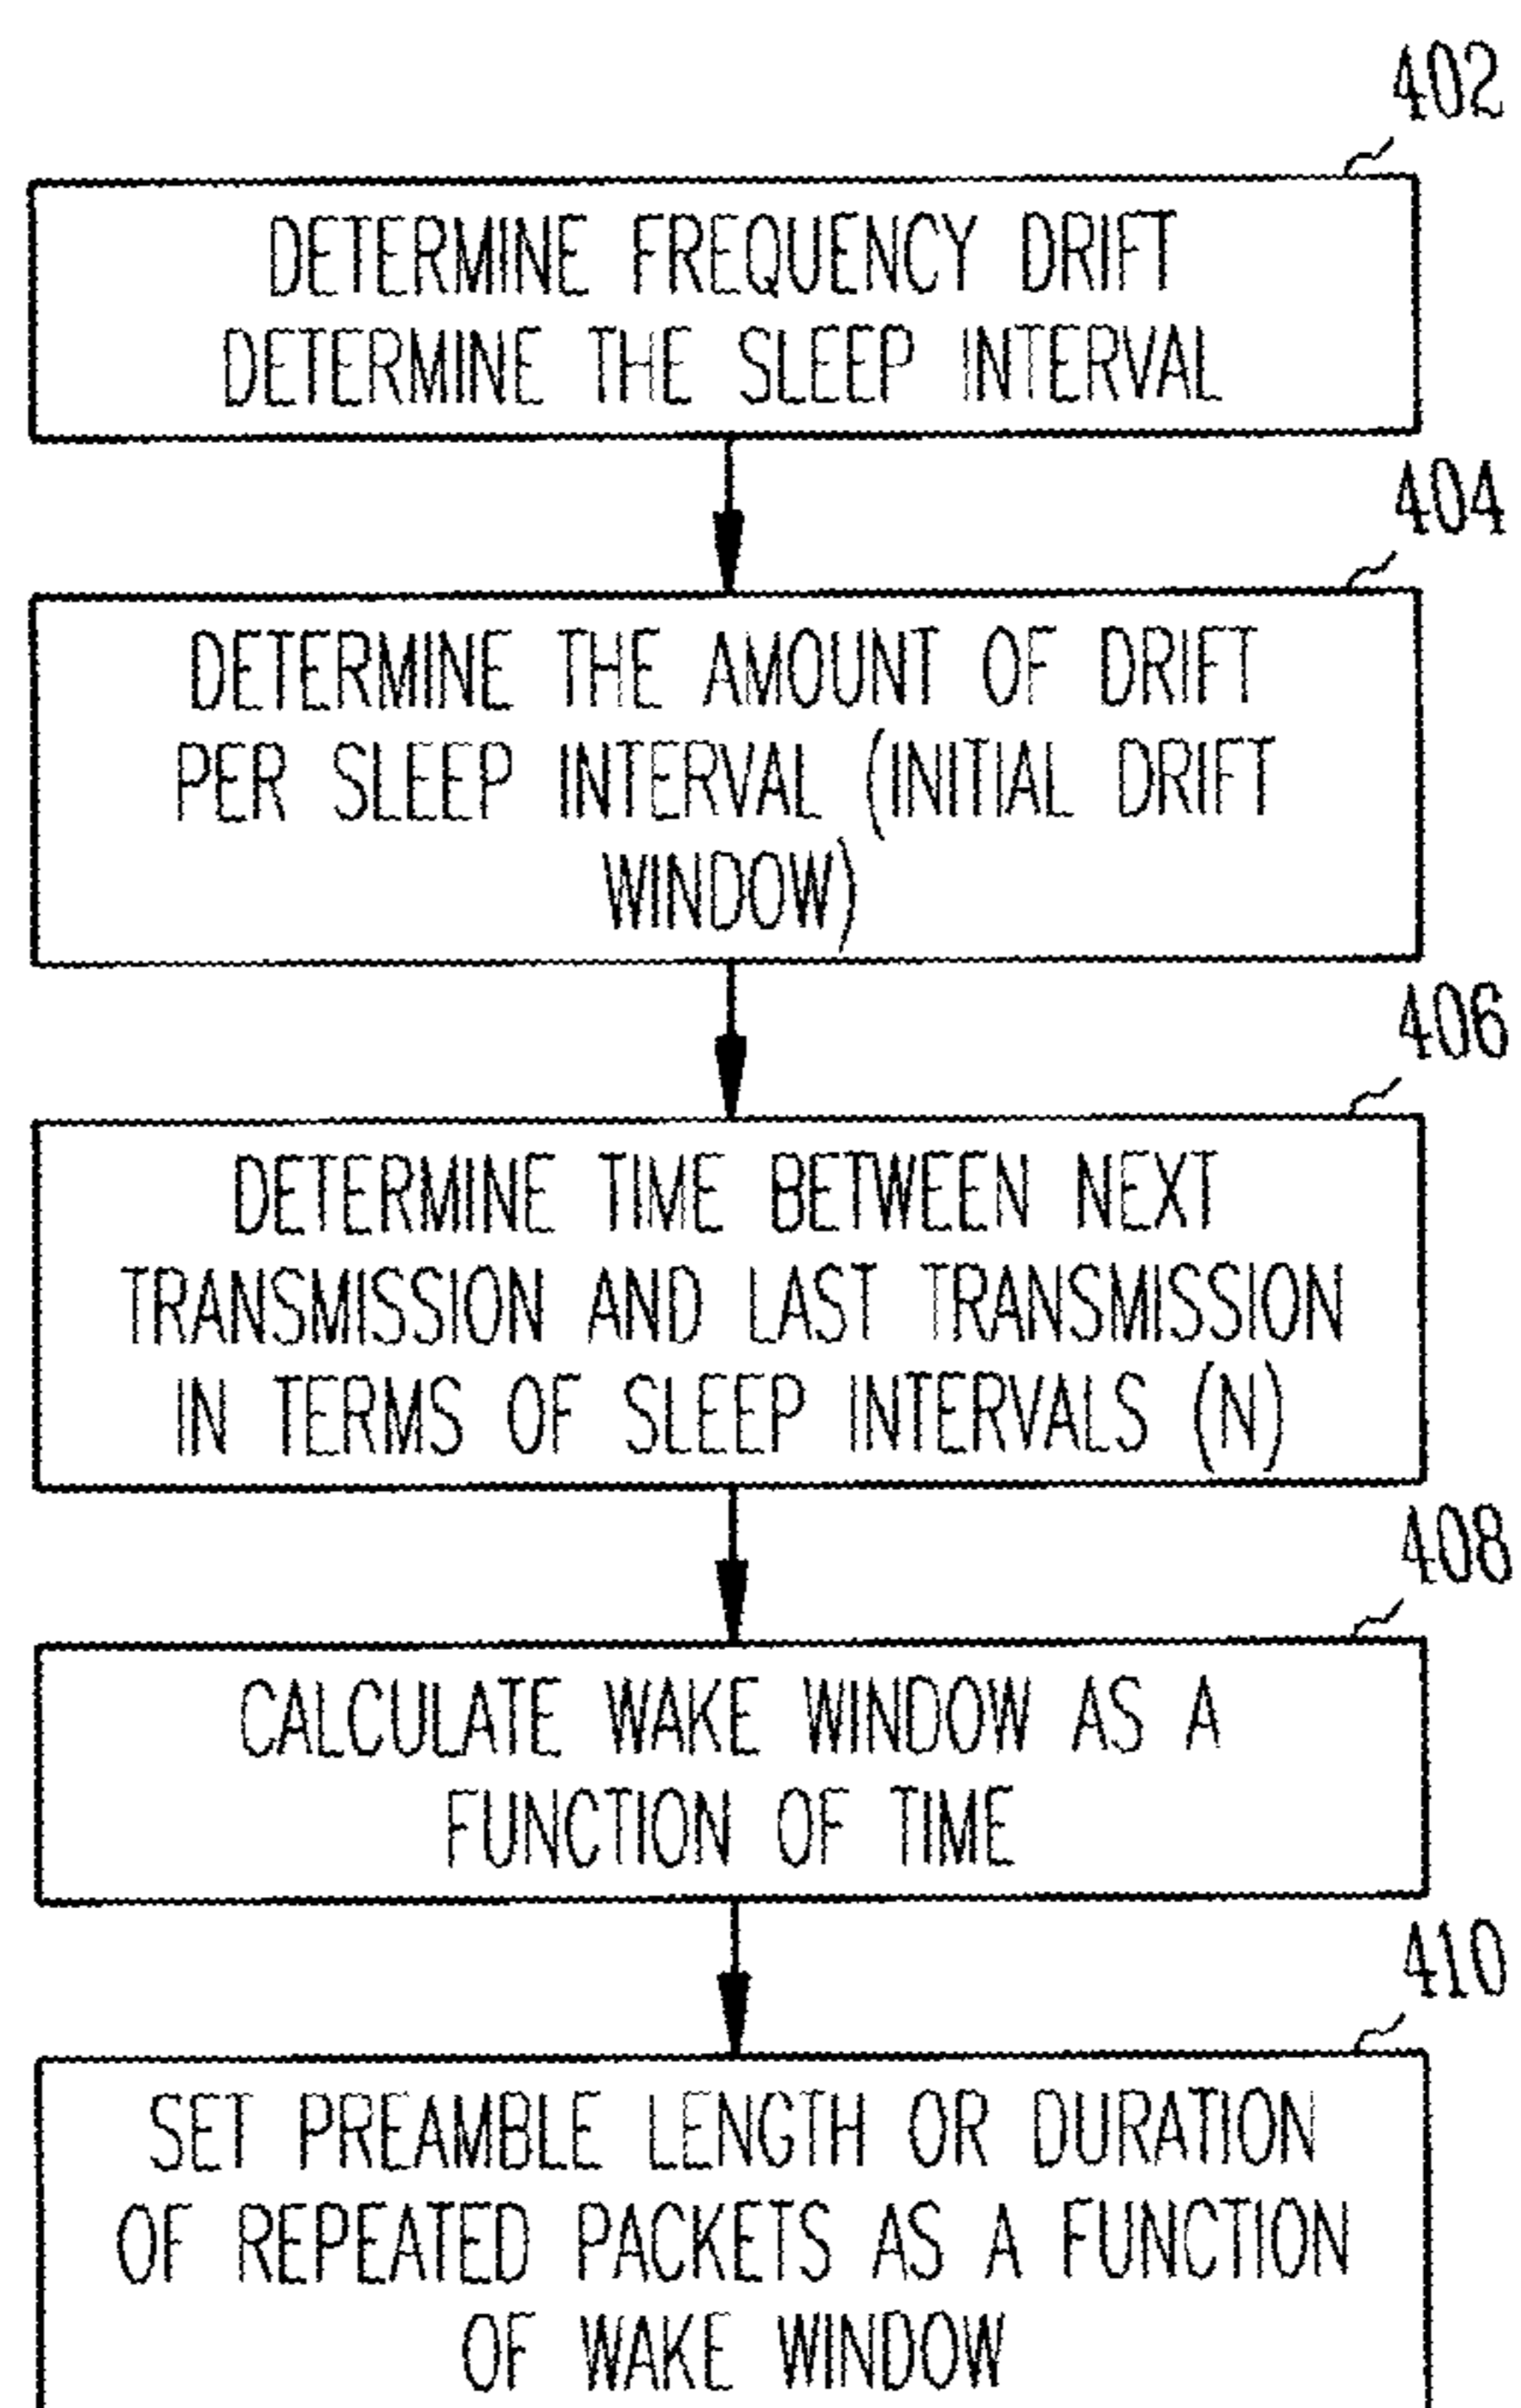 402
DETERMINE FREQUENCY DRIFT
DETERMINE THE SLEEP INTERVAL
404
DETERMINE THE AMOUNT OF DRIFT
PER SLEEP INTERVAL (INITIAL DRIFT
WINDOW)
406
DETERMINE TIME BETWEEN NEXT
TRANSMISSION AND LAST TRANSMISSION
IN TERMS OF SLEEP INTERVALS (N)
408
CALCULATE WAKE WINDOW AS A
FUNCTION OF TIME
410
SET PREAMBLE LENGTH OR DURATION
OF REPEATED PACKETS AS A FUNCTION
OF WAKE WINDOW